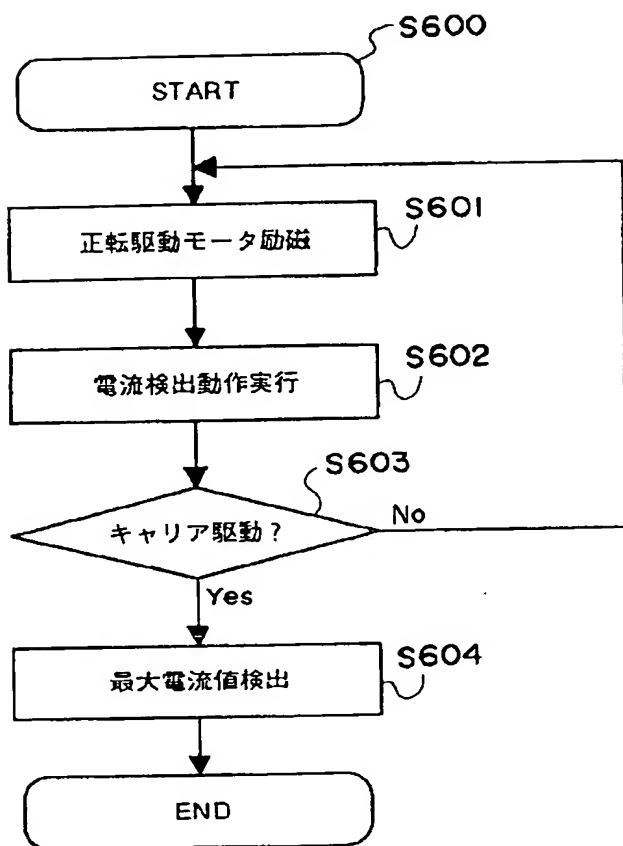 S600
START
S601
正転駆動モータ励磁
S602
電流検出動作実行
S603
キャリア駆動?
No
Yes
S604
最大電流値検出
END